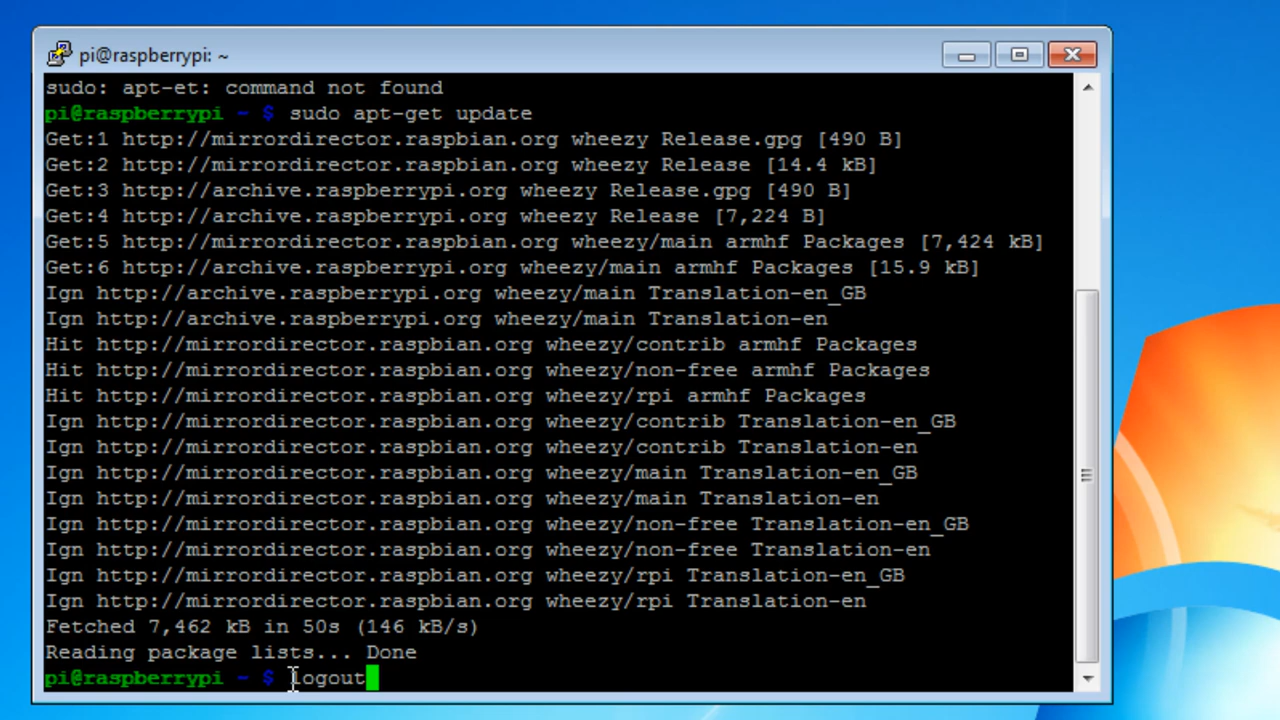 pi@raspberrypi: ~
sudo: apt-et: command not found
pi@raspberrypi ~ $ sudo apt-get update
Get:1 http://mirrordirector.raspbian.org wheezy Release.gpg [490 B]
Get:2 http://mirrordirector.raspbian.org wheezy Release [14.4 kB]
Get:3 http://archive.raspberrypi.org wheezy Release.gpg [490 B]
Get:4 http://archive.raspberrypi.org wheezy Release [7,224 B]
Get:5 http://mirrordirector.raspbian.org wheezy/main armhf Packages [7,424 kB]
Get:6 http://archive.raspberrypi.org wheezy/main armhf Packages [15.9 kB]
Ign http://archive.raspberrypi.org wheezy/main Translation-en_GB
Ign http://archive.raspberrypi.org wheezy/main Translation-en
Hit http://mirrordirector.raspbian.org wheezy/contrib armhf Packages
Hit http://mirrordirector.raspbian.org wheezy/non-free armhf Packages
Hit http://mirrordirector.raspbian.org wheezy/rpi armhf Packages
Ign http://mirrordirector.raspbian.org wheezy/contrib Translation-en_GB
Ign http://mirrordirector.raspbian.org wheezy/contrib Translation-en
Ign http://mirrordirector.raspbian.org wheezy/main Translation-en_GB
Ign http://mirrordirector.raspbian.org wheezy/main Translation-en
Ign http://mirrordirector.raspbian.org wheezy/non-free Translation-en_GB
Ign http://mirrordirector.raspbian.org wheezy/non-free Translation-en
Ign http://mirrordirector.raspbian.org wheezy/rpi Translation-en_GB
Ign http://mirrordirector.raspbian.org wheezy/rpi Translation-en
Fetched 7,462 kB in 50s (146 kB/s)
Reading package lists... Done
pi@raspberrypi ~ $ logout